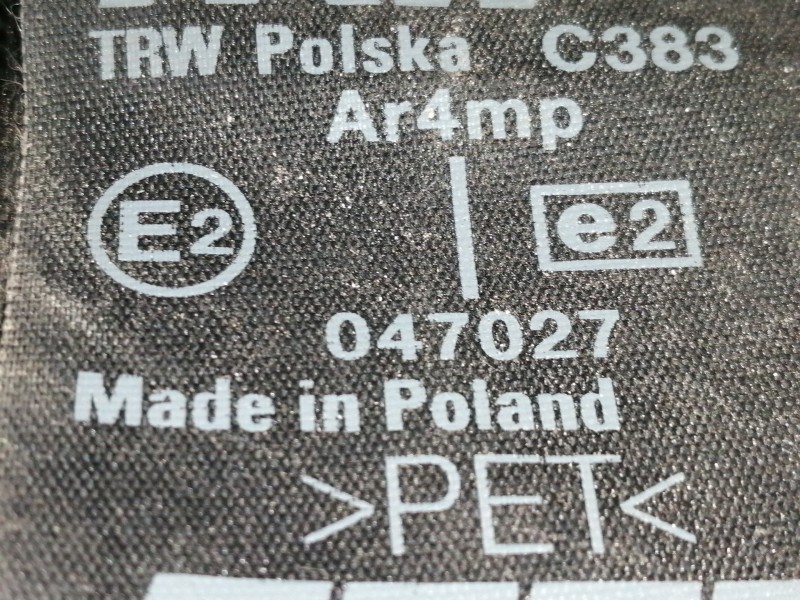 TRW Polska C383
Ar4mp
E2 e2
047027
Made in Poland
>PET<